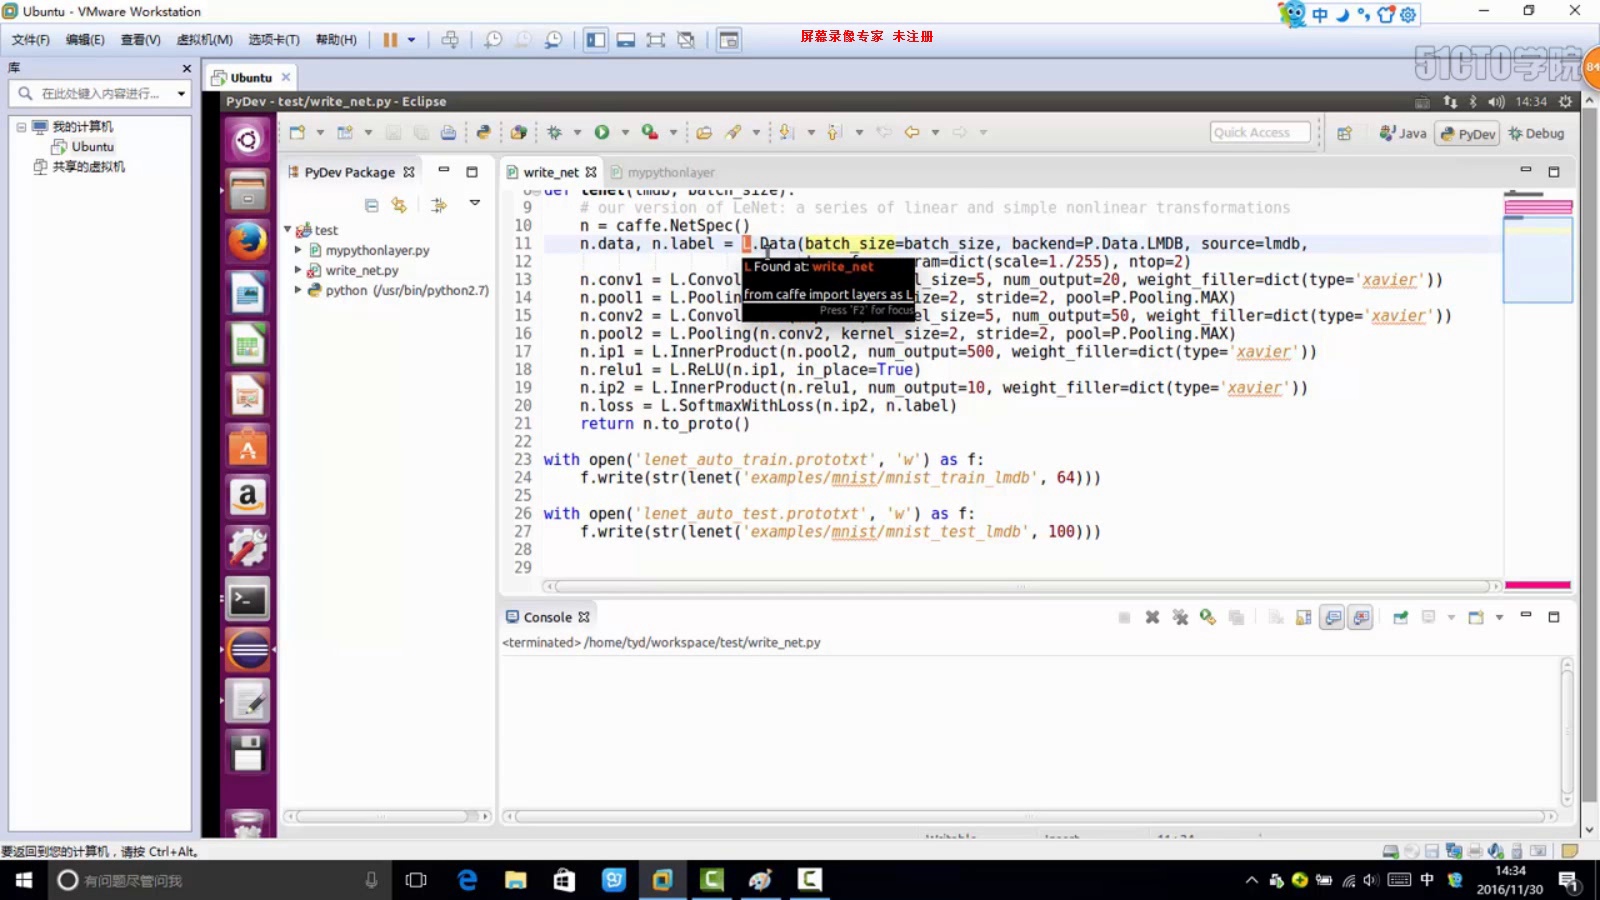 Ubuntu - VMware Workstation
中
文件(F) 编辑(E) 查看(V) 虚拟机(M) 选项卡(T) 帮助(H)
屏幕录像专家 未注册
51CTO学院
84
库
在此处键入内容进行...
我的计算机
Ubuntu
共享的虚拟机
Ubuntu
PyDev - test/write_net.py - Eclipse
14:34
Quick Access
Java
PyDev
Debug
PyDev Package
test
mypythonlayer.py
write_net.py
python (/usr/bin/python2.7)
write_net
mypythonlayer
8 def lenet(lmdb, batch_size):
9 # our version of LeNet: a series of linear and simple nonlinear transformations
10 n = caffe.NetSpec()
11 n.data, n.label = L.Data(batch_size=batch_size, backend=P.Data.LMDB, source=lmdb,
12 ram=dict(scale=1./255), ntop=2)
13 n.conv1 = L.Convol l_size=5, num_output=20, weight_filler=dict(type='xavier'))
14 n.pool1 = L.Poolin ize=2, stride=2, pool=P.Pooling.MAX)
15 n.conv2 = L.Convol el_size=5, num_output=50, weight_filler=dict(type='xavier'))
16 n.pool2 = L.Pooling(n.conv2, kernel_size=2, stride=2, pool=P.Pooling.MAX)
17 n.ip1 = L.InnerProduct(n.pool2, num_output=500, weight_filler=dict(type='xavier'))
18 n.relu1 = L.ReLU(n.ip1, in_place=True)
19 n.ip2 = L.InnerProduct(n.relu1, num_output=10, weight_filler=dict(type='xavier'))
20 n.loss = L.SoftmaxWithLoss(n.ip2, n.label)
21 return n.to_proto()
22
23 with open('lenet_auto_train.prototxt', 'w') as f:
24 f.write(str(lenet('examples/mnist/mnist_train_lmdb', 64)))
25
26 with open('lenet_auto_test.prototxt', 'w') as f:
27 f.write(str(lenet('examples/mnist/mnist_test_lmdb', 100)))
28
29
L Found at: write_net
from caffe import layers as L
Press 'F2' for focus
Console
<terminated> /home/tyd/workspace/test/write_net.py
Writable Insert 11:34
要返回到您的计算机，请按 Ctrl+Alt。
有问题尽管问我
中
14:34
2016/11/30
1